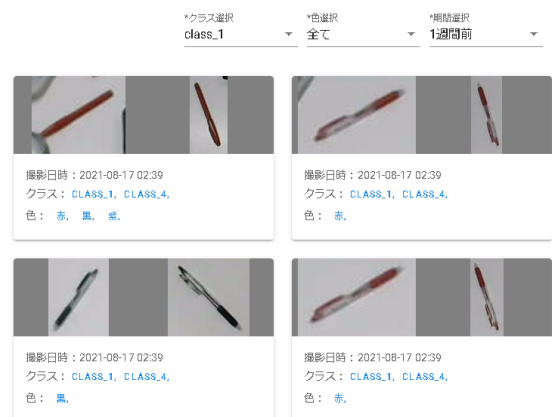 *クラス選択 *色選択 *期間選択
class_1 全て 1週間前
撮影日時：2021-08-17 02:39
クラス： CLASS_1, CLASS_4,
色： 赤, 黒, 紫,
撮影日時：2021-08-17 02:39
クラス： CLASS_1, CLASS_4,
色： 赤,
撮影日時：2021-08-17 02:39
クラス： CLASS_1, CLASS_4,
色： 黒,
撮影日時：2021-08-17 02:39
クラス： CLASS_1, CLASS_4,
色： 赤,